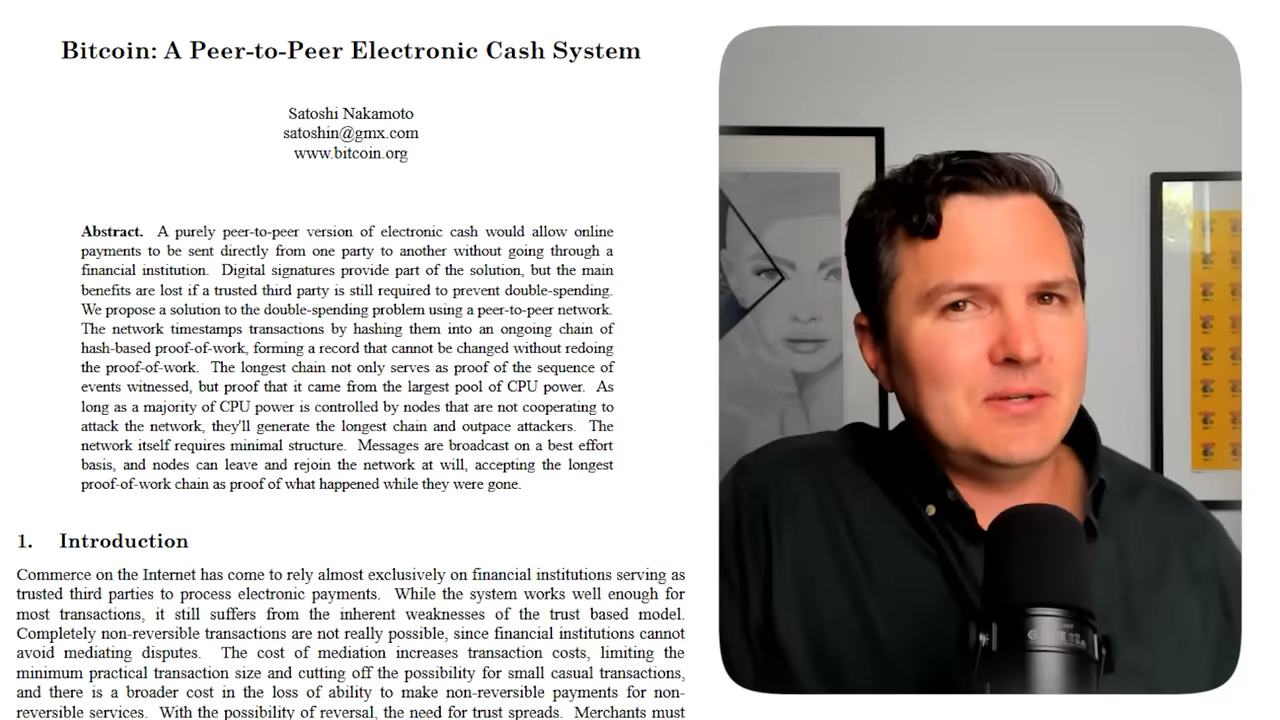 Bitcoin: A Peer-to-Peer Electronic Cash System
Satoshi Nakamoto
satoshin@gmx.com
www.bitcoin.org
Abstract. A purely peer-to-peer version of electronic cash would allow online
payments to be sent directly from one party to another without going through a
financial institution. Digital signatures provide part of the solution, but the main
benefits are lost if a trusted third party is still required to prevent double-spending.
We propose a solution to the double-spending problem using a peer-to-peer network.
The network timestamps transactions by hashing them into an ongoing chain of
hash-based proof-of-work, forming a record that cannot be changed without redoing
the proof-of-work. The longest chain not only serves as proof of the sequence of
events witnessed, but proof that it came from the largest pool of CPU power. As
long as a majority of CPU power is controlled by nodes that are not cooperating to
attack the network, they'll generate the longest chain and outpace attackers. The
network itself requires minimal structure. Messages are broadcast on a best effort
basis, and nodes can leave and rejoin the network at will, accepting the longest
proof-of-work chain as proof of what happened while they were gone.
1. Introduction
Commerce on the Internet has come to rely almost exclusively on financial institutions serving as
trusted third parties to process electronic payments. While the system works well enough for
most transactions, it still suffers from the inherent weaknesses of the trust based model.
Completely non-reversible transactions are not really possible, since financial institutions cannot
avoid mediating disputes. The cost of mediation increases transaction costs, limiting the
minimum practical transaction size and cutting off the possibility for small casual transactions,
and there is a broader cost in the loss of ability to make non-reversible payments for non-
reversible services. With the possibility of reversal, the need for trust spreads. Merchants must